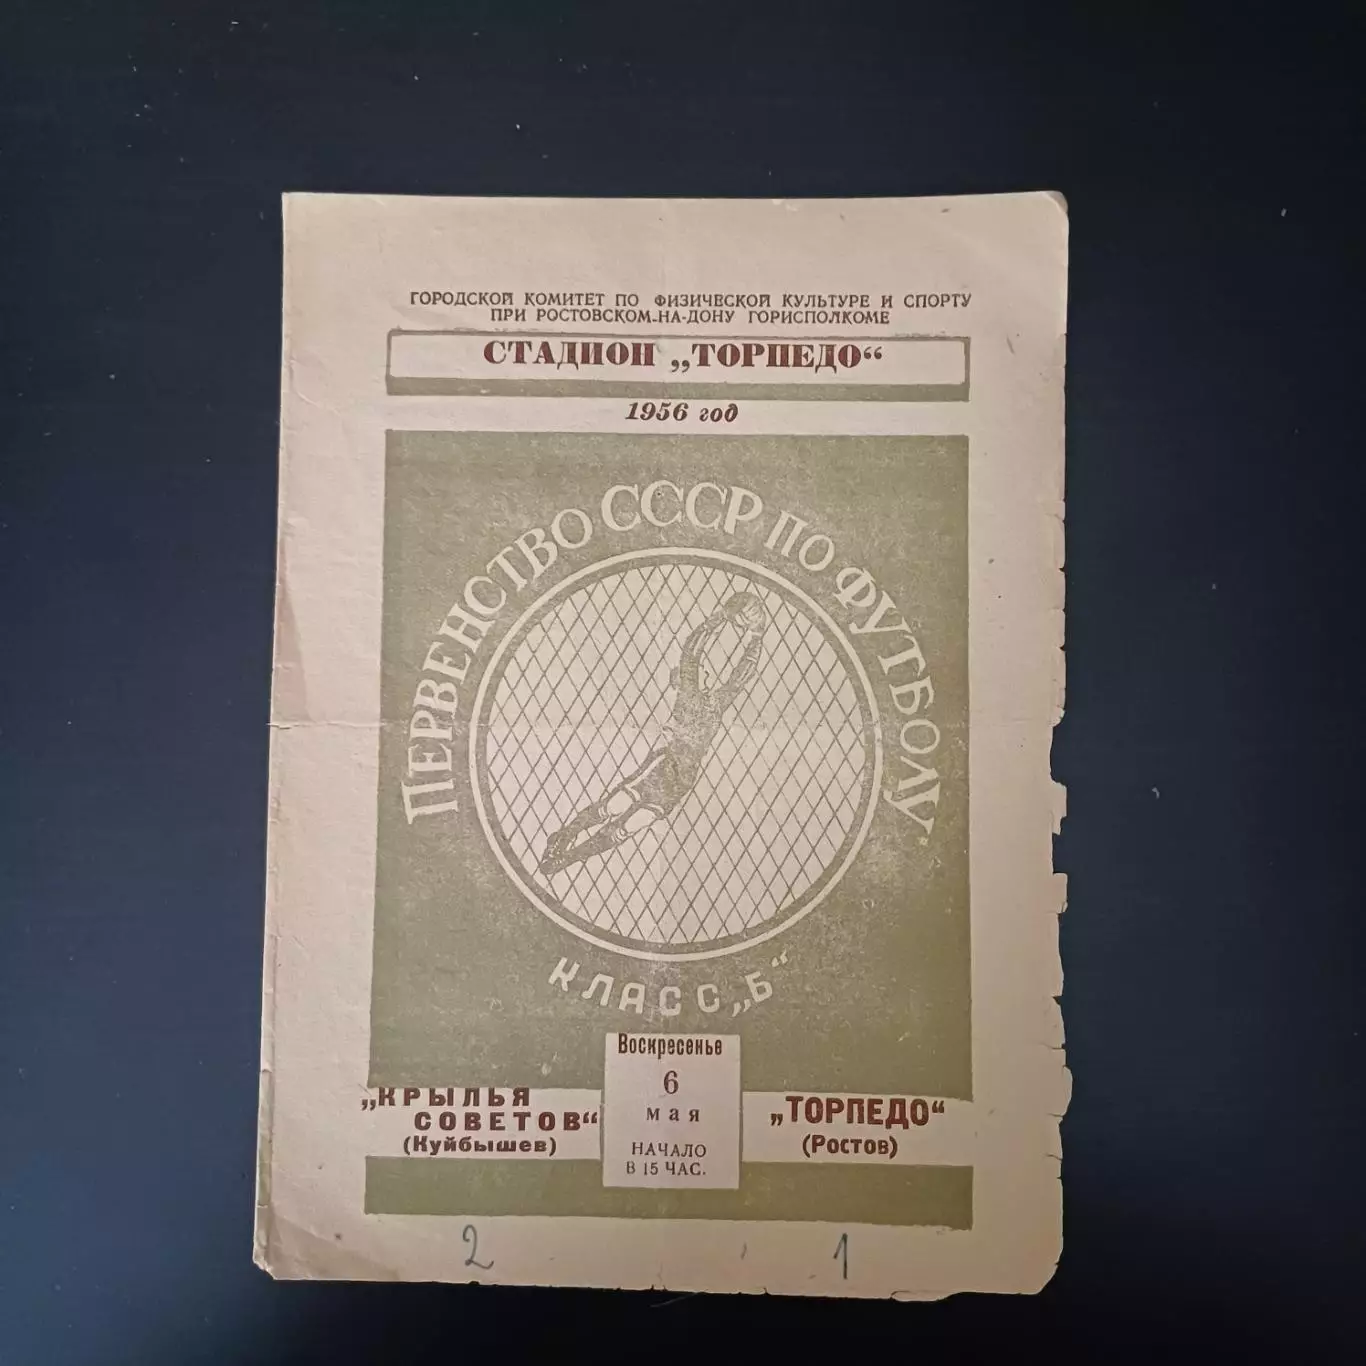 ГОРОДСКОЙ КОМИТЕТ ПО ФИЗИЧЕСКОЙ КУЛЬТУРЕ И СПОРТУ
ПРИ РОСТОВСКОМ-НА-ДОНУ ГОРИСПОЛКОМЕ
СТАДИОН „ТОРПЕДО“
1956 год
ПЕРВЕНСТВО СССР ПО ФУТБОЛУ
КЛАСС „Б“
Воскресенье
6
мая
НАЧАЛО
В 15 ЧАС.
„КРЫЛЬЯ
СОВЕТОВ“
(Куйбышев)
„ТОРПЕДО“
(Ростов)
2 1